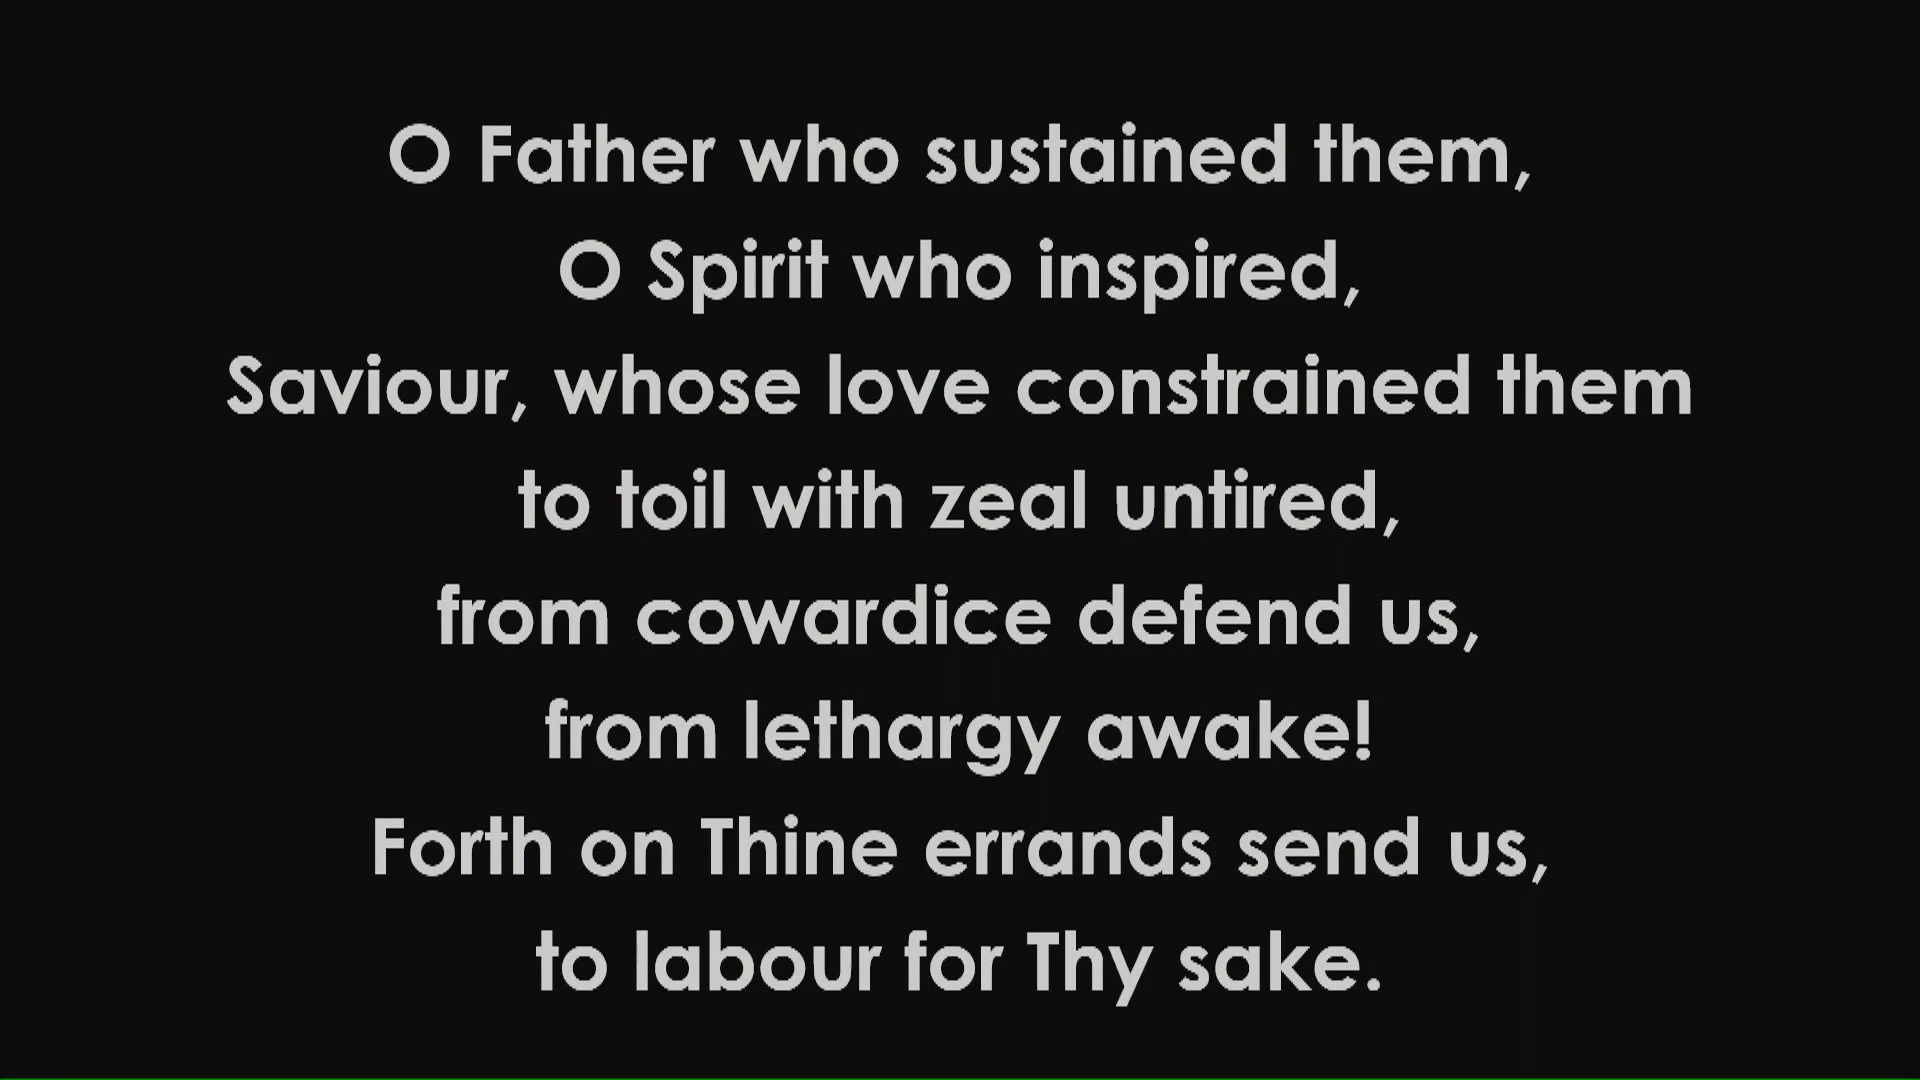 O Father who sustained them,
O Spirit who inspired,
Saviour, whose love constrained them
to toil with zeal untired,
from cowardice defend us,
from lethargy awake!
Forth on Thine errands send us,
to labour for Thy sake.